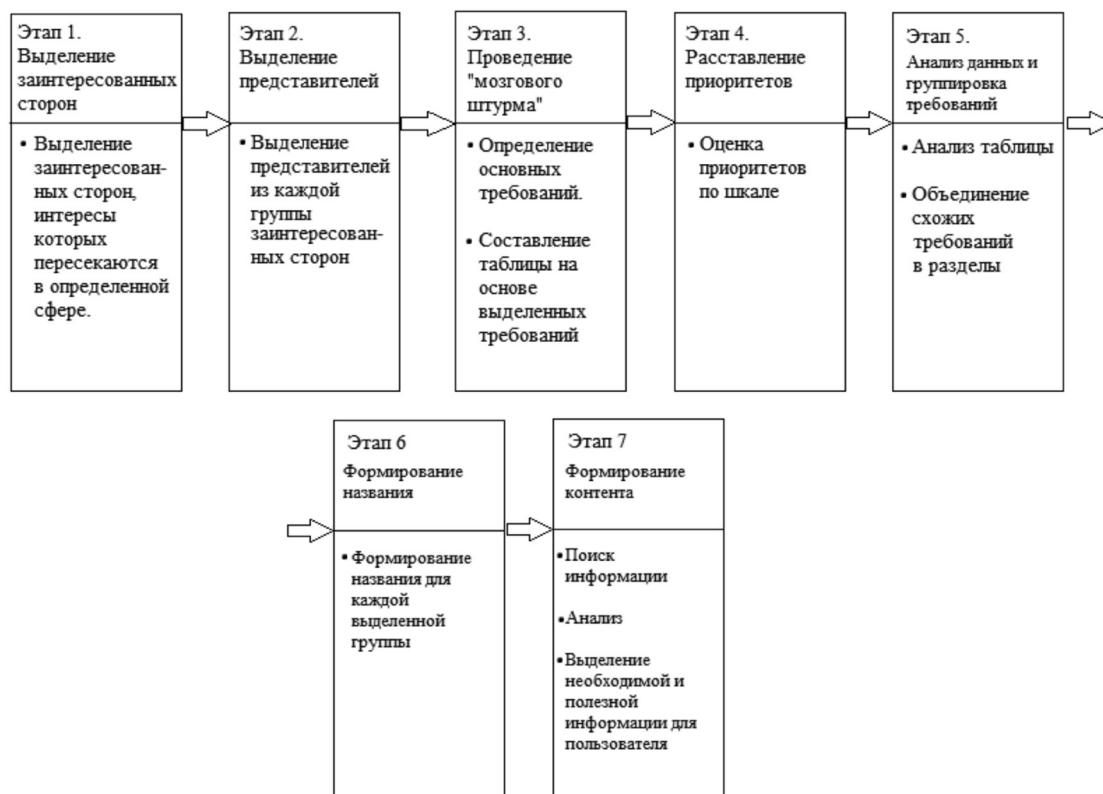 Этап 1.
Выделение
заинтересованных
сторон
• Выделение
заинтересован-
ных сторон,
интересы
которых
пересекаются
в определенной
сфере.
Этап 2.
Выделение
представителей
• Выделение
представителей
из каждой
группы
заинтересован-
ных сторон
Этап 3.
Проведение
"мозгового
штурма"
• Определение
основных
требований.
• Составление
таблицы на
основе
выделенных
требований
Этап 4.
Расставление
приоритетов
• Оценка
приоритетов
по шкале
Этап 5.
Анализ данных и
группировка
требований
• Анализ таблицы
• Объединение
схожих
требований
в разделы
Этап 6
Формирование
названия
• Формирование
названия для
каждой
выделенной
группы
Этап 7
Формирование
контента
• Поиск
информации
• Анализ
• Выделение
необходимой и
полезной
информации для
пользователя